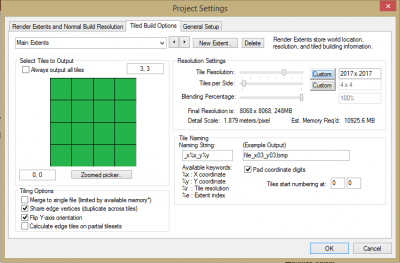 Project Settings
Render Extents and Normal Build Resolution
Tiled Build Options
General Setup
Main Extents
New Extent..
Delete
Render Extents store world location, resolution, and tiled building information.
Select Tiles to Output
Always output all tiles
3, 3
0, 0
Zoomed picker...
Resolution Settings
Tile Resolution:
Custom
2017 x 2017
Tiles per Side:
Custom
4 x 4
Blending Percentage:
100%
Final Resolution is: 8068 x 8068, 248MB
Detail Scale: 1.879 meters/pixel
Est. Memory Req'd: 10925.6 MB
Tiling Options
Merge to single file (limited by available memory*)
Share edge vertices (duplicate across tiles)
Flip Y-axis orientation
Calculate edge tiles on partial tilesets
Tile Naming
Naming String:
(Example Output)
_x%x_y%y
file_x03_y03.bmp
Available keywords:
%x : X coordinate
%y : Y coordinate
%r : Tile resolution
%e : Extent index
Pad coordinate digits
Tiles start numbering at:
0
0
OK
Cancel